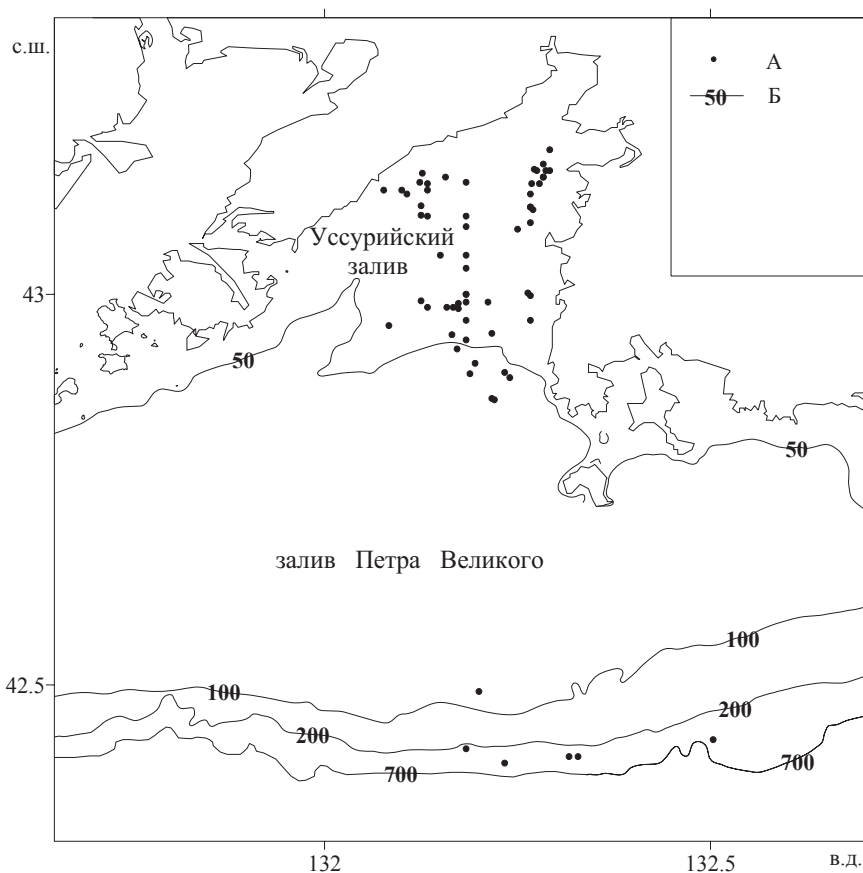 с.ш.
А
50 Б
Уссурийский
залив
43
50
50
залив Петра Великого
100
42.5
100
200
200
700
700
132
132.5
в.д.